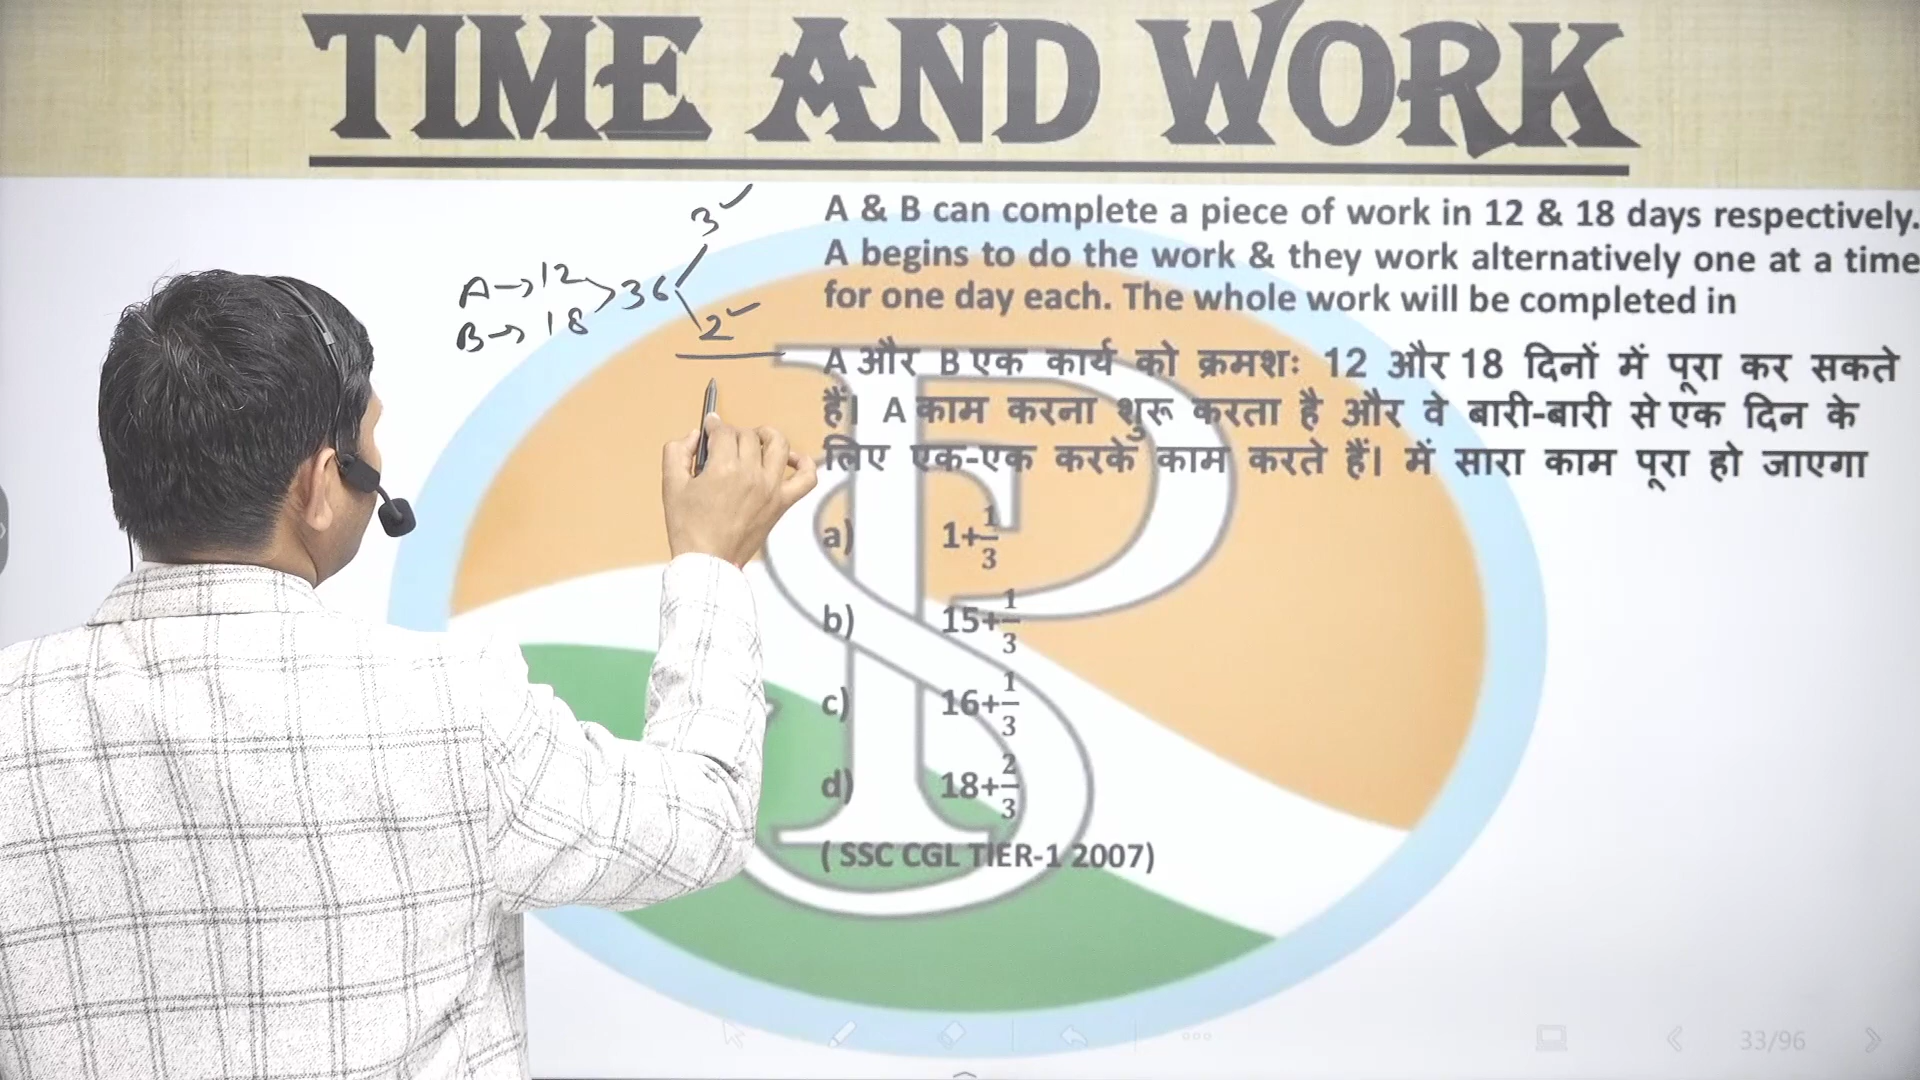 TIME AND WORK
3
A→12
36
B→18
2
A & B can complete a piece of work in 12 & 18 days respectively.
A begins to do the work & they work alternatively one at a time
for one day each. The whole work will be completed in
A और B एक कार्य को क्रमशः 12 और 18 दिनों में पूरा कर सकते
हैं। A काम करना शुरू करता है और वे बारी-बारी से एक दिन के
लिए एक-एक करके काम करते हैं। में सारा काम पूरा हो जाएगा
a) 1+1/3
b) 15+1/3
c) 16+1/3
d) 18+2/3
( SSC CGL TIER-1 2007)
33/96